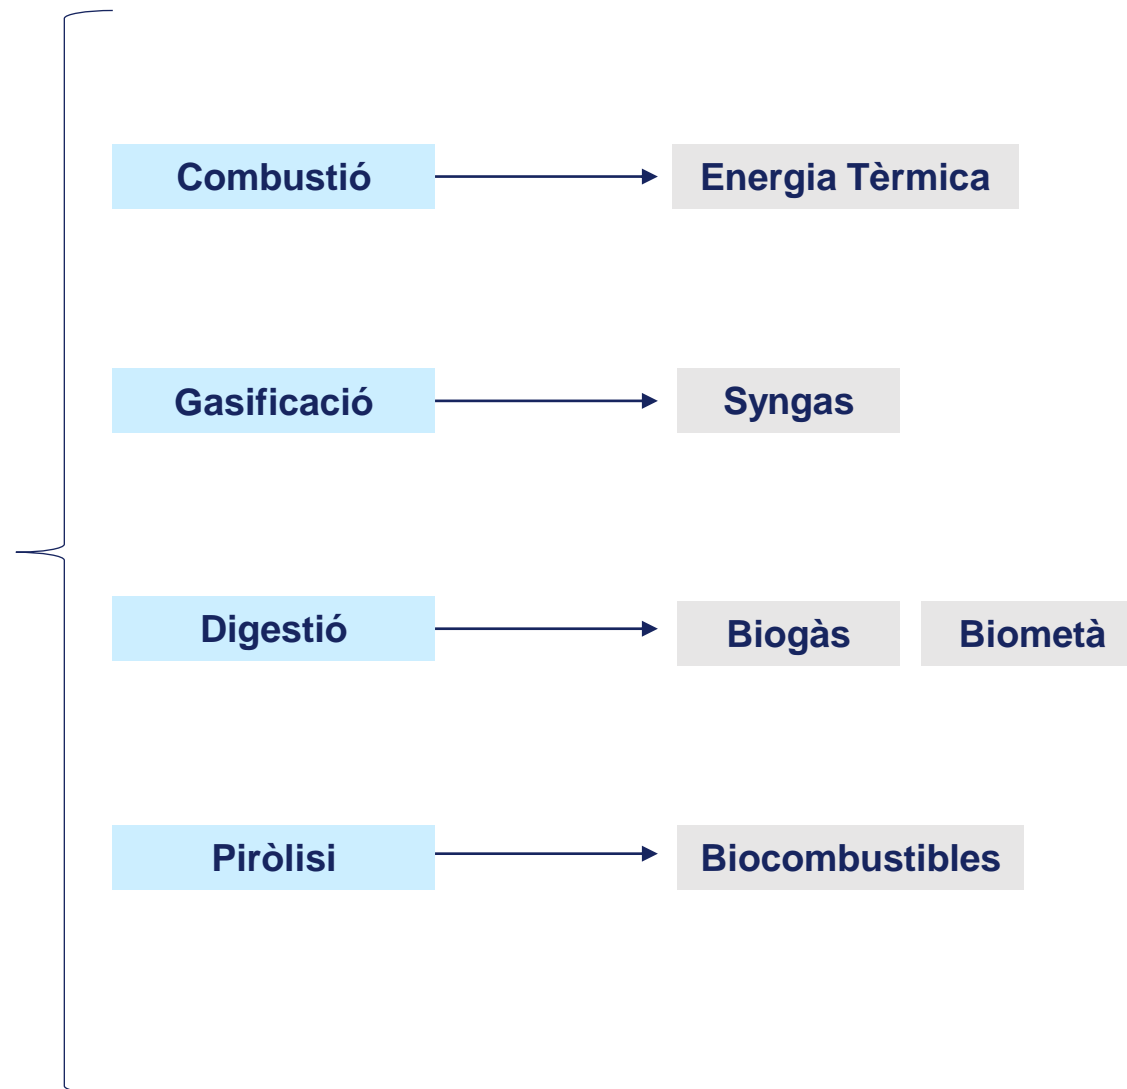 Combustió
Energia Tèrmica
Gasificació
Syngas
Digestió
Biogàs
Biometà
Piròlisi
Biocombustibles